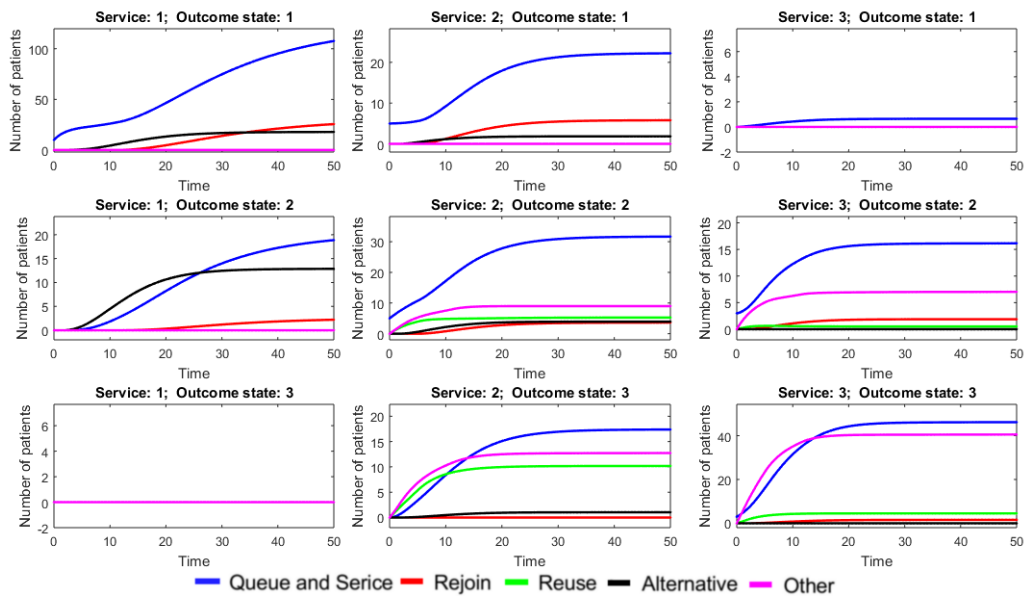 Service: 1;  Outcome state: 1
Number of patients
100
50
0
0 10 20 30 40 50
Time
Service: 2;  Outcome state: 1
Number of patients
20
10
0
0 10 20 30 40 50
Time
Service: 3;  Outcome state: 1
Number of patients
6
4
2
0
-2
0 10 20 30 40 50
Time
Service: 1;  Outcome state: 2
Number of patients
20
15
10
5
0
0 10 20 30 40 50
Time
Service: 2;  Outcome state: 2
Number of patients
30
20
10
0
0 10 20 30 40 50
Time
Service: 3;  Outcome state: 2
Number of patients
20
15
10
5
0
0 10 20 30 40 50
Time
Service: 1;  Outcome state: 3
Number of patients
6
4
2
0
-2
0 10 20 30 40 50
Time
Service: 2;  Outcome state: 3
Number of patients
20
15
10
5
0
0 10 20 30 40 50
Time
Service: 3;  Outcome state: 3
Number of patients
40
20
0
0 10 20 30 40 50
Time
Queue and Serice Rejoin Reuse Alternative Other